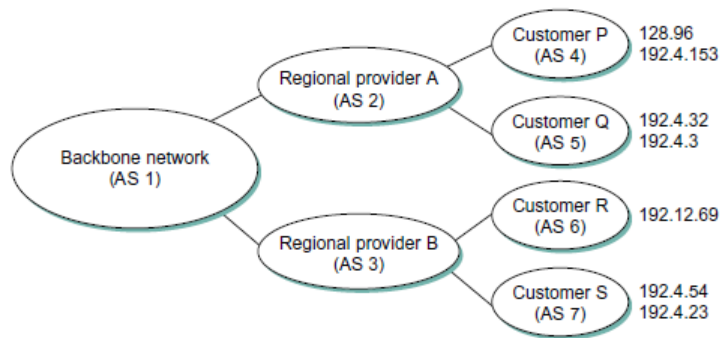 Backbone network
(AS 1)
Regional provider A
(AS 2)
Regional provider B
(AS 3)
Customer P
(AS 4)
128.96
192.4.153
Customer Q
(AS 5)
192.4.32
192.4.3
Customer R
(AS 6)
192.12.69
Customer S
(AS 7)
192.4.54
192.4.23